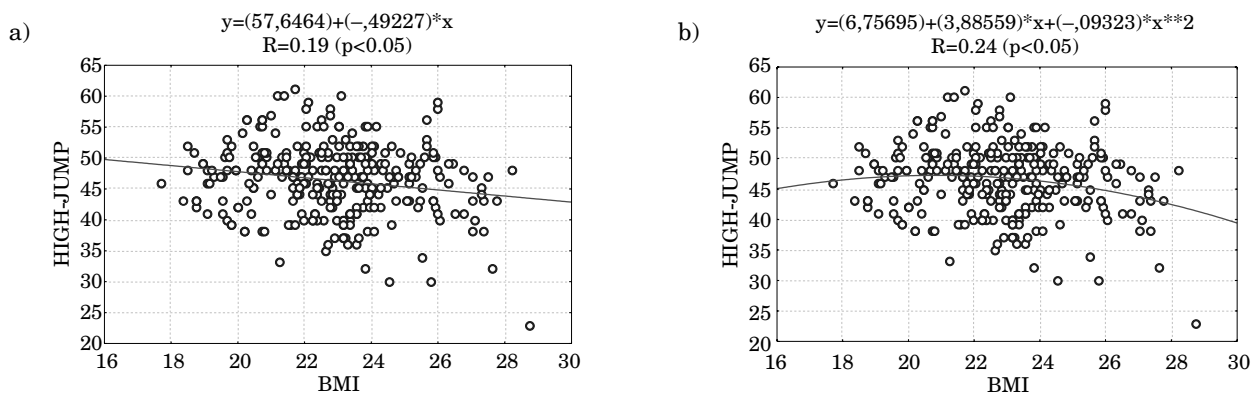 a)
y=(57,6464)+(–,49227)*x
R=0.19 (p<0.05)
65
60
55
50
45
40
35
30
25
20
HIGH-JUMP
16 18 20 22 24 26 28 30
BMI
b)
y=(6,75695)+(3,88559)*x+(–,09323)*x**2
R=0.24 (p<0.05)
65
60
55
50
45
40
35
30
25
20
HIGH-JUMP
16 18 20 22 24 26 28 30
BMI